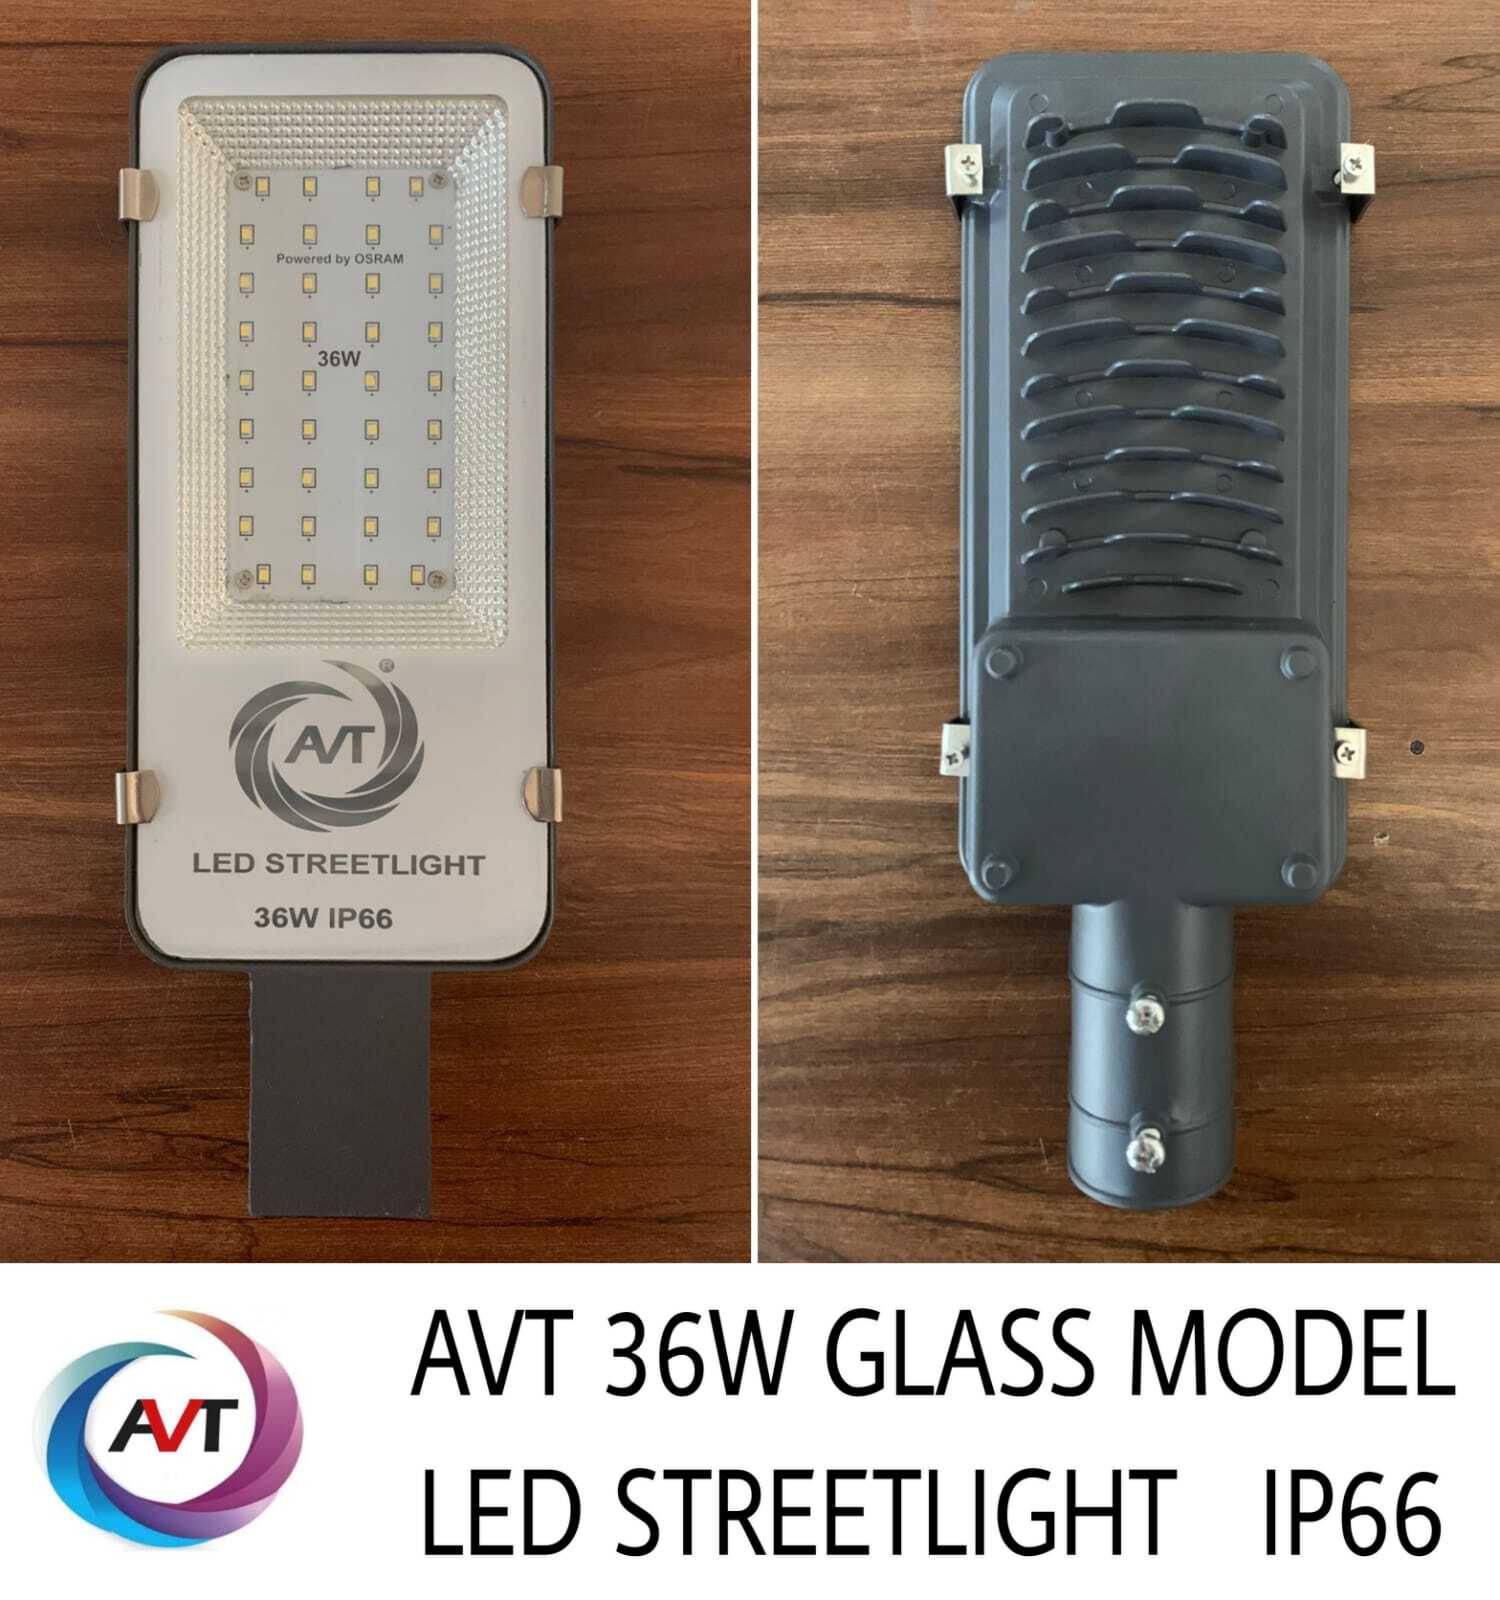 Powered by OSRAM
36W
®
AVT
LED STREETLIGHT
36W IP66
AVT
AVT 36W GLASS MODEL
LED STREETLIGHT IP66